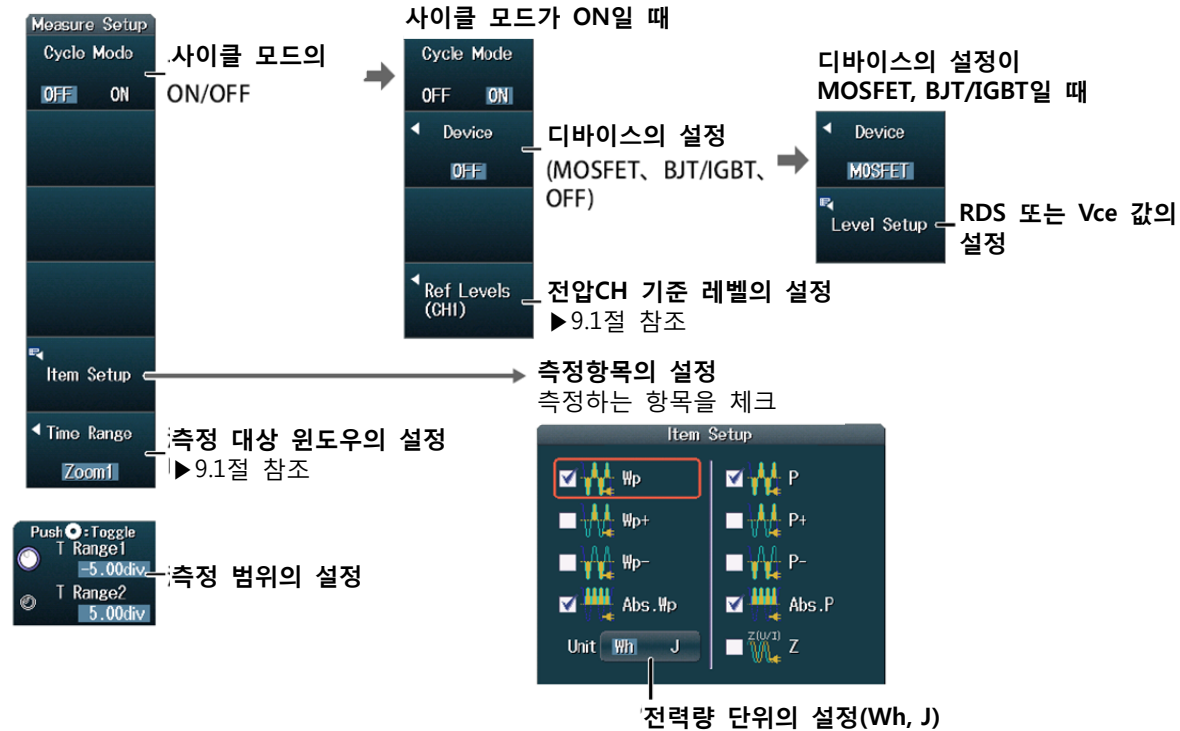 Measure Setup
Cycle Mode
OFF ON
사이클 모드의
ON/OFF
Item Setup
Time Range
Zoom1
측정 대상 윈도우의 설정
▶9.1절 참조
Push :Toggle
T Range1
-5.00div
T Range2
5.00div
측정 범위의 설정
사이클 모드가 ON일 때
Cycle Mode
OFF ON
Device
OFF
디바이스의 설정
(MOSFET、 BJT/IGBT、
OFF)
Ref Levels
(CH1)
전압CH 기준 레벨의 설정
▶9.1절 참조
디바이스의 설정이
MOSFET, BJT/IGBT일 때
Device
MOSFET
Level Setup
RDS 또는 Vce 값의
설정
측정항목의 설정
측정하는 항목을 체크
Item Setup
Wp
P
Wp+
P+
Wp-
P-
Abs.Wp
Abs.P
Unit Wh J
Z(U/I) Z
전력량 단위의 설정(Wh, J)